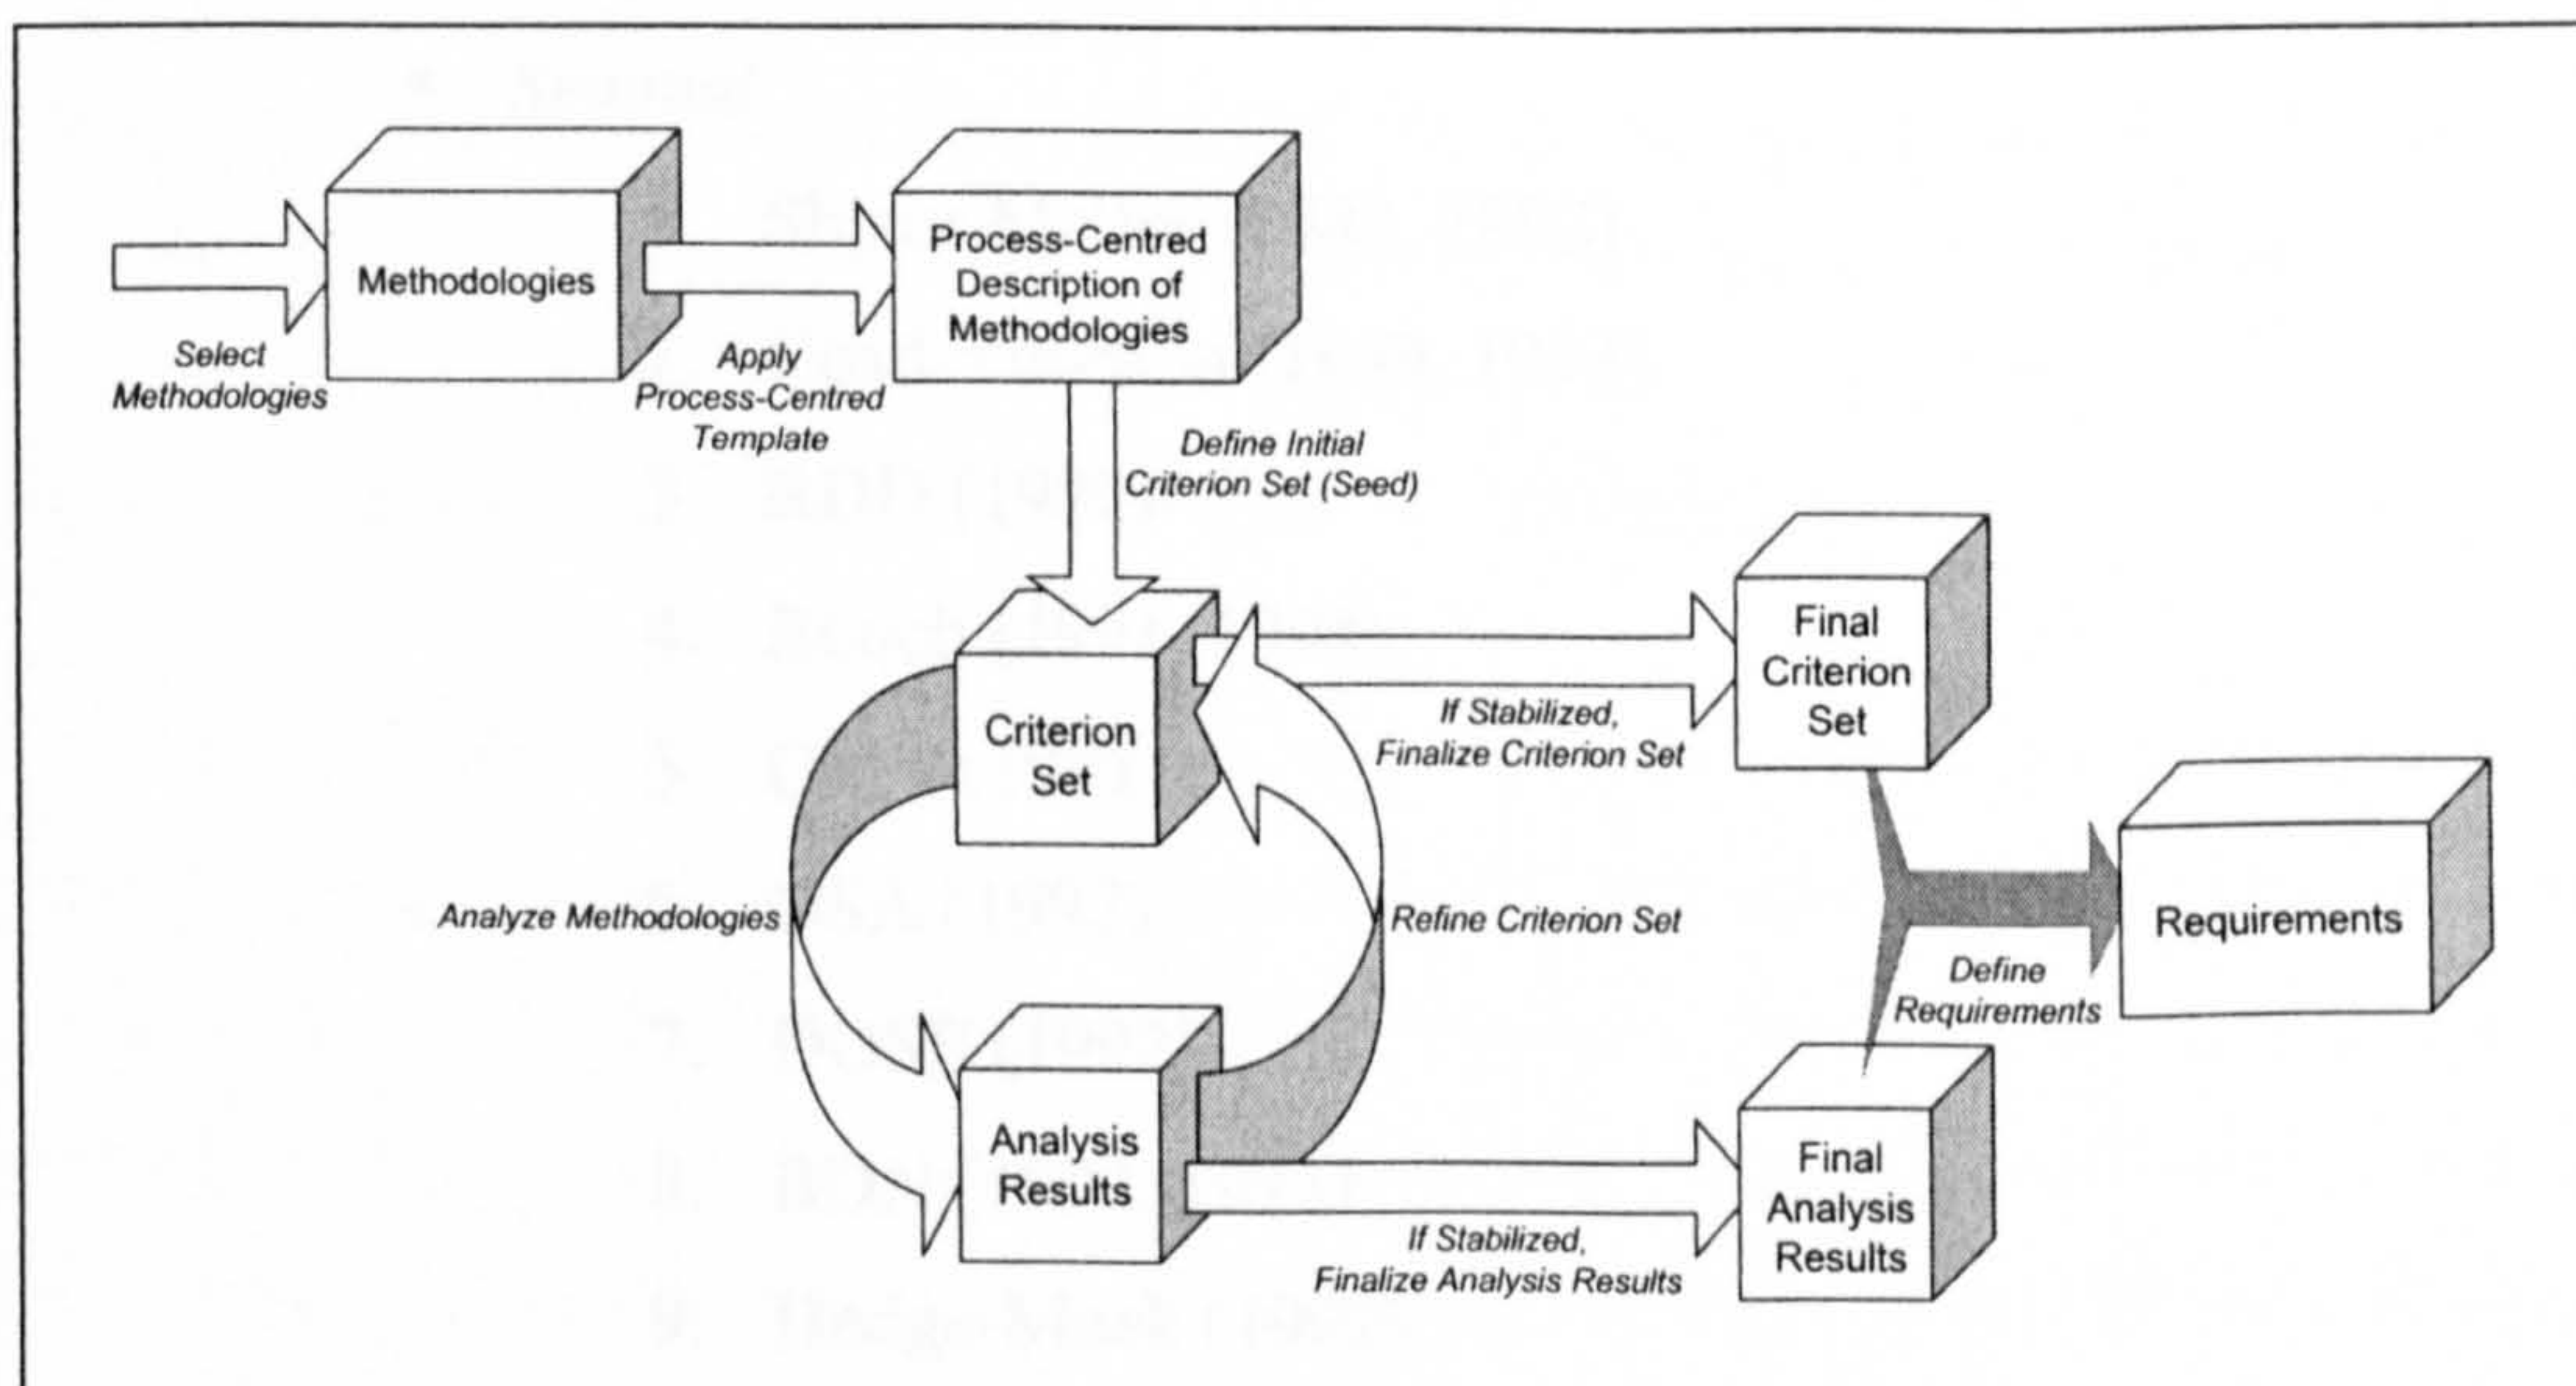 Methodologies
Process-Centred
Description of
Methodologies
Select
Methodologies
Apply
Process-Centred
Template
Define Initial
Criterion Set (Seed)
Final
Criterion
Set
Criterion
Set
If Stabilized,
Finalize Criterion Set
Analyze Methodologies
Refine Criterion Set
Requirements
Define
Requirements
Analysis
Results
Final
Analysis
Results
If Stabilized,
Finalize Analysis Results